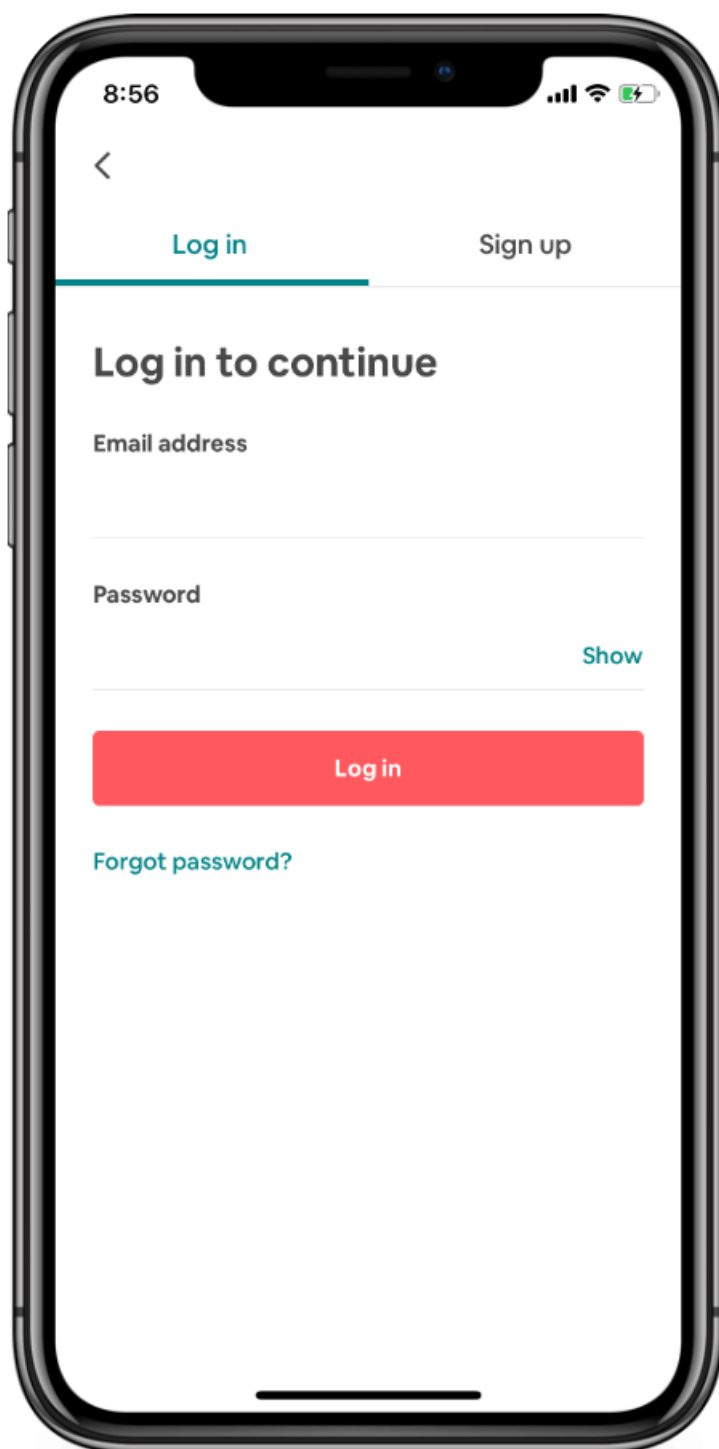 8:56
Log in Sign up
Log in to continue
Email address
Password
Show
Log in
Forgot password?